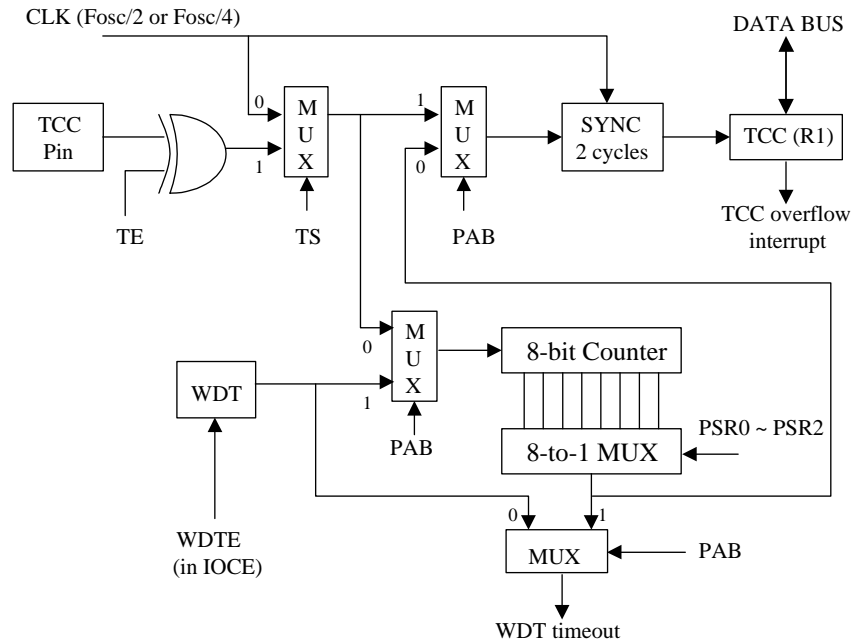 CLK (Fosc/2 or Fosc/4)
DATA BUS
TCC
Pin
0
1
M
U
X
1
0
M
U
X
SYNC
2 cycles
TCC (R1)
TE
TS
PAB
TCC overflow
interrupt
WDT
0
1
M
U
X
8-bit Counter
PAB
8-to-1 MUX
PSR0 ~ PSR2
WDTE
(in IOCE)
0
1
MUX
PAB
WDT timeout